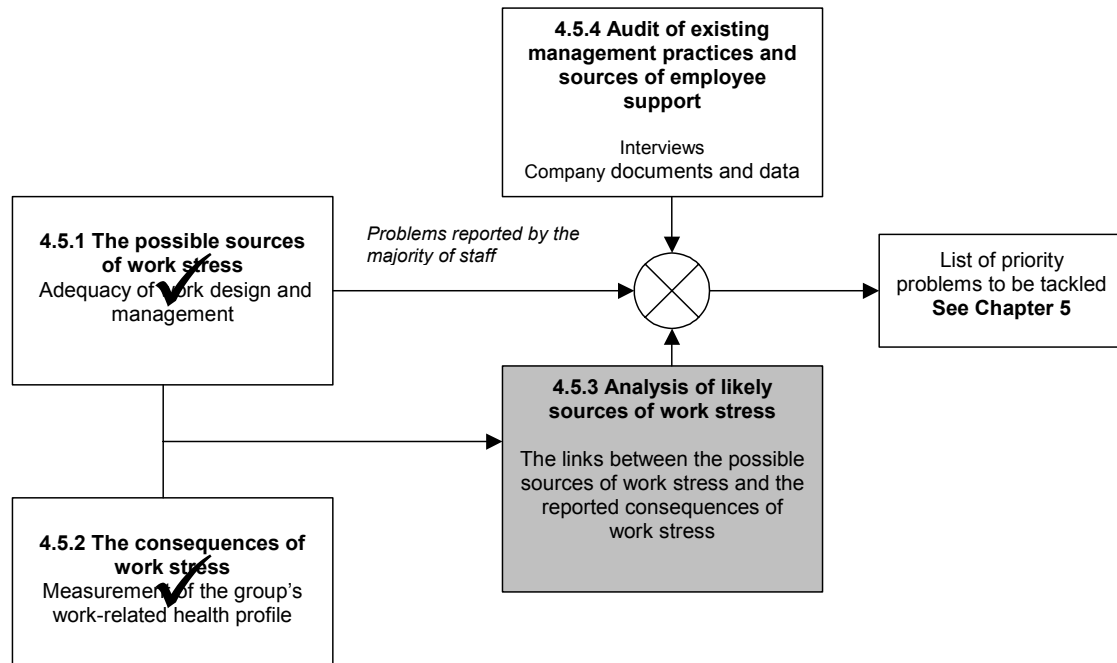 4.5.4 Audit of existing
management practices and
sources of employee
support
Interviews
Company documents and data
4.5.1 The possible sources
of work stress
Adequacy of work design and
management
Problems reported by the
majority of staff
List of priority
problems to be tackled
See Chapter 5
4.5.3 Analysis of likely
sources of work stress
The links between the possible
sources of work stress and the
reported consequences of
work stress
4.5.2 The consequences of
work stress
Measurement of the group’s
work-related health profile